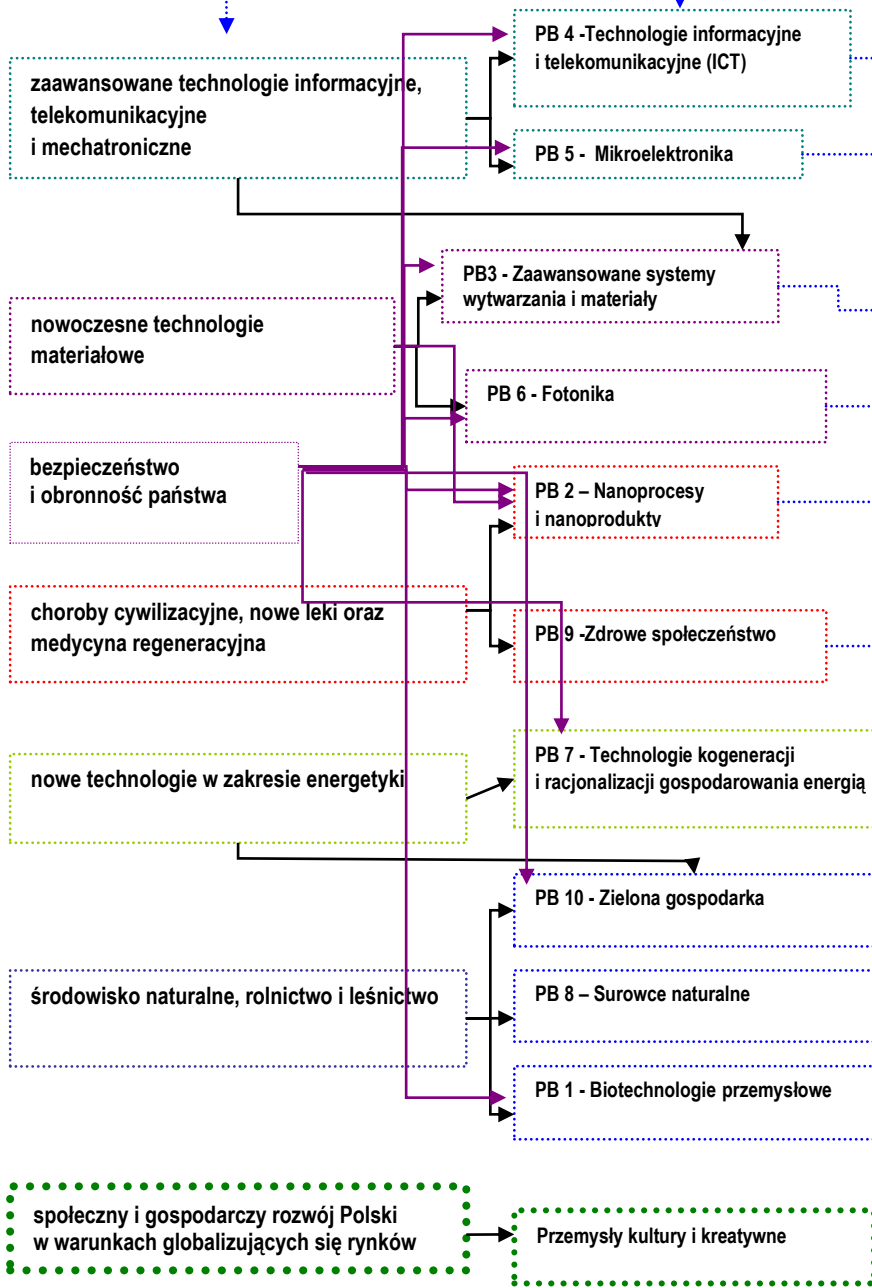 zaawansowane technologie informacyjne,
telekomunikacyjne
i mechatroniczne
nowoczesne technologie
materiałowe
bezpieczeństwo
i obronność państwa
choroby cywilizacyjne, nowe leki oraz
medycyna regeneracyjna
nowe technologie w zakresie energetyki
środowisko naturalne, rolnictwo i leśnictwo
społeczny i gospodarczy rozwój Polski
w warunkach globalizujących się rynków
PB 4 -Technologie informacyjne
i telekomunikacyjne (ICT)
PB 5 - Mikroelektronika
PB3 - Zaawansowane systemy
wytwarzania i materiały
PB 6 - Fotonika
PB 2 – Nanoprocesy
i nanoprodukty
PB 9 -Zdrowe społeczeństwo
PB 7 - Technologie kogeneracji
i racjonalizacji gospodarowania energią
PB 10 - Zielona gospodarka
PB 8 – Surowce naturalne
PB 1 - Biotechnologie przemysłowe
Przemysły kultury i kreatywne